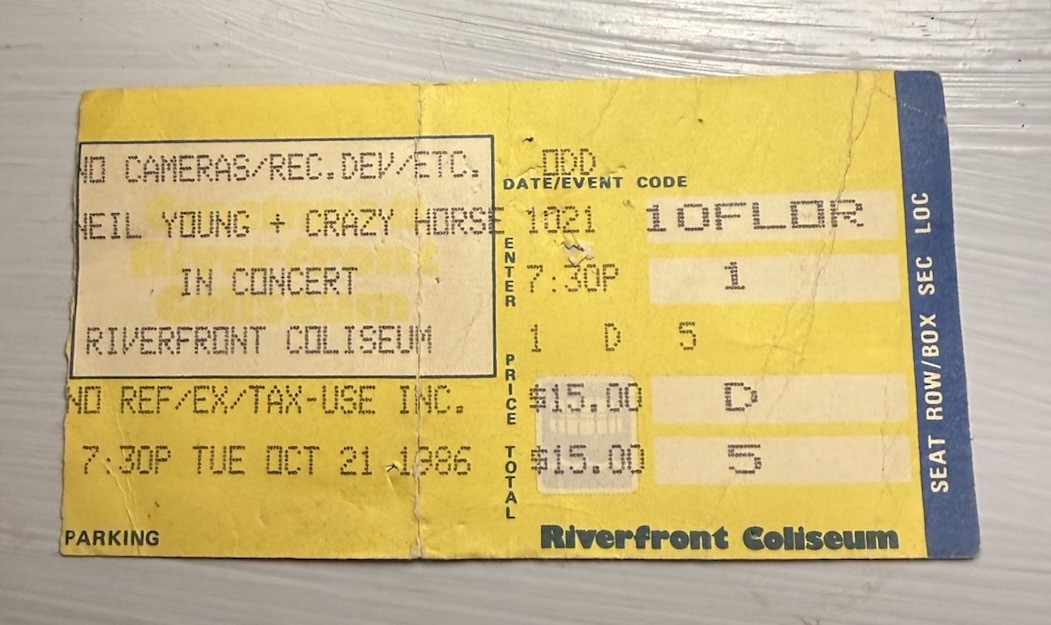 NO CAMERAS/REC.DEV/ETC.
NEIL YOUNG + CRAZY HORSE
IN CONCERT
RIVERFRONT COLISEUM
NO REF/EX/TAX-USE INC.
7:30P TUE OCT 21 1986
PARKING
ODD
DATE/EVENT CODE
1021
ENTER
7:30P
1 D 5
PRICE
$15.00
TOTAL
$15.00
10FLOR
1
D
5
Riverfront Coliseum
SEAT ROW/BOX SEC LOC